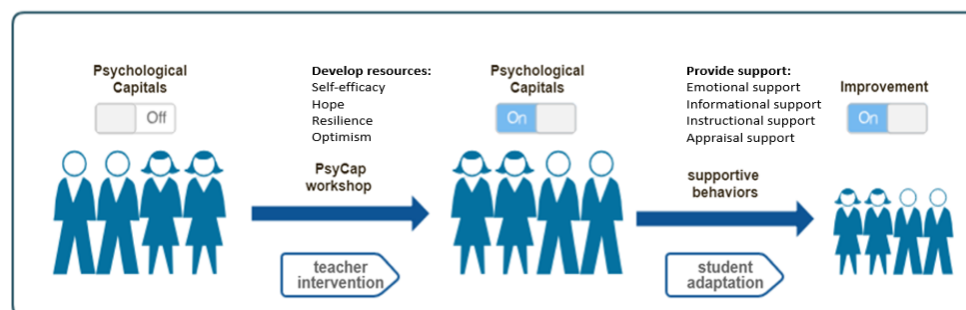 Psychological
Capitals
Off
Develop resources:
Self-efficacy
Hope
Resilience
Optimism
PsyCap
workshop
teacher
intervention
Psychological
Capitals
On
Provide support:
Emotional support
Informational support
Instructional support
Appraisal support
supportive
behaviors
student
adaptation
Improvement
On